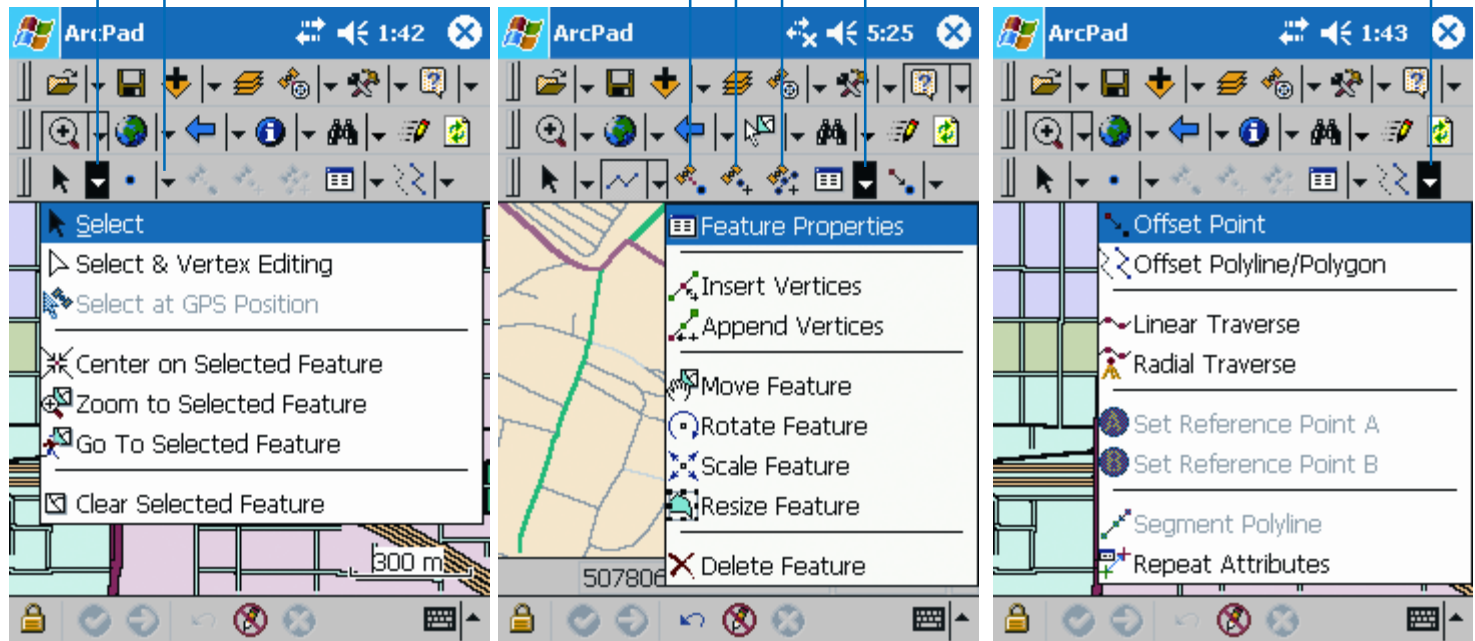 ArcPad 1:42
Select
Select & Vertex Editing
Select at GPS Position
Center on Selected Feature
Zoom to Selected Feature
Go To Selected Feature
Clear Selected Feature
300 m
ArcPad 5:25
Feature Properties
Insert Vertices
Append Vertices
Move Feature
Rotate Feature
Scale Feature
Resize Feature
Delete Feature
507806
ArcPad 1:43
Offset Point
Offset Polyline/Polygon
Linear Traverse
Radial Traverse
Set Reference Point A
Set Reference Point B
Segment Polyline
Repeat Attributes